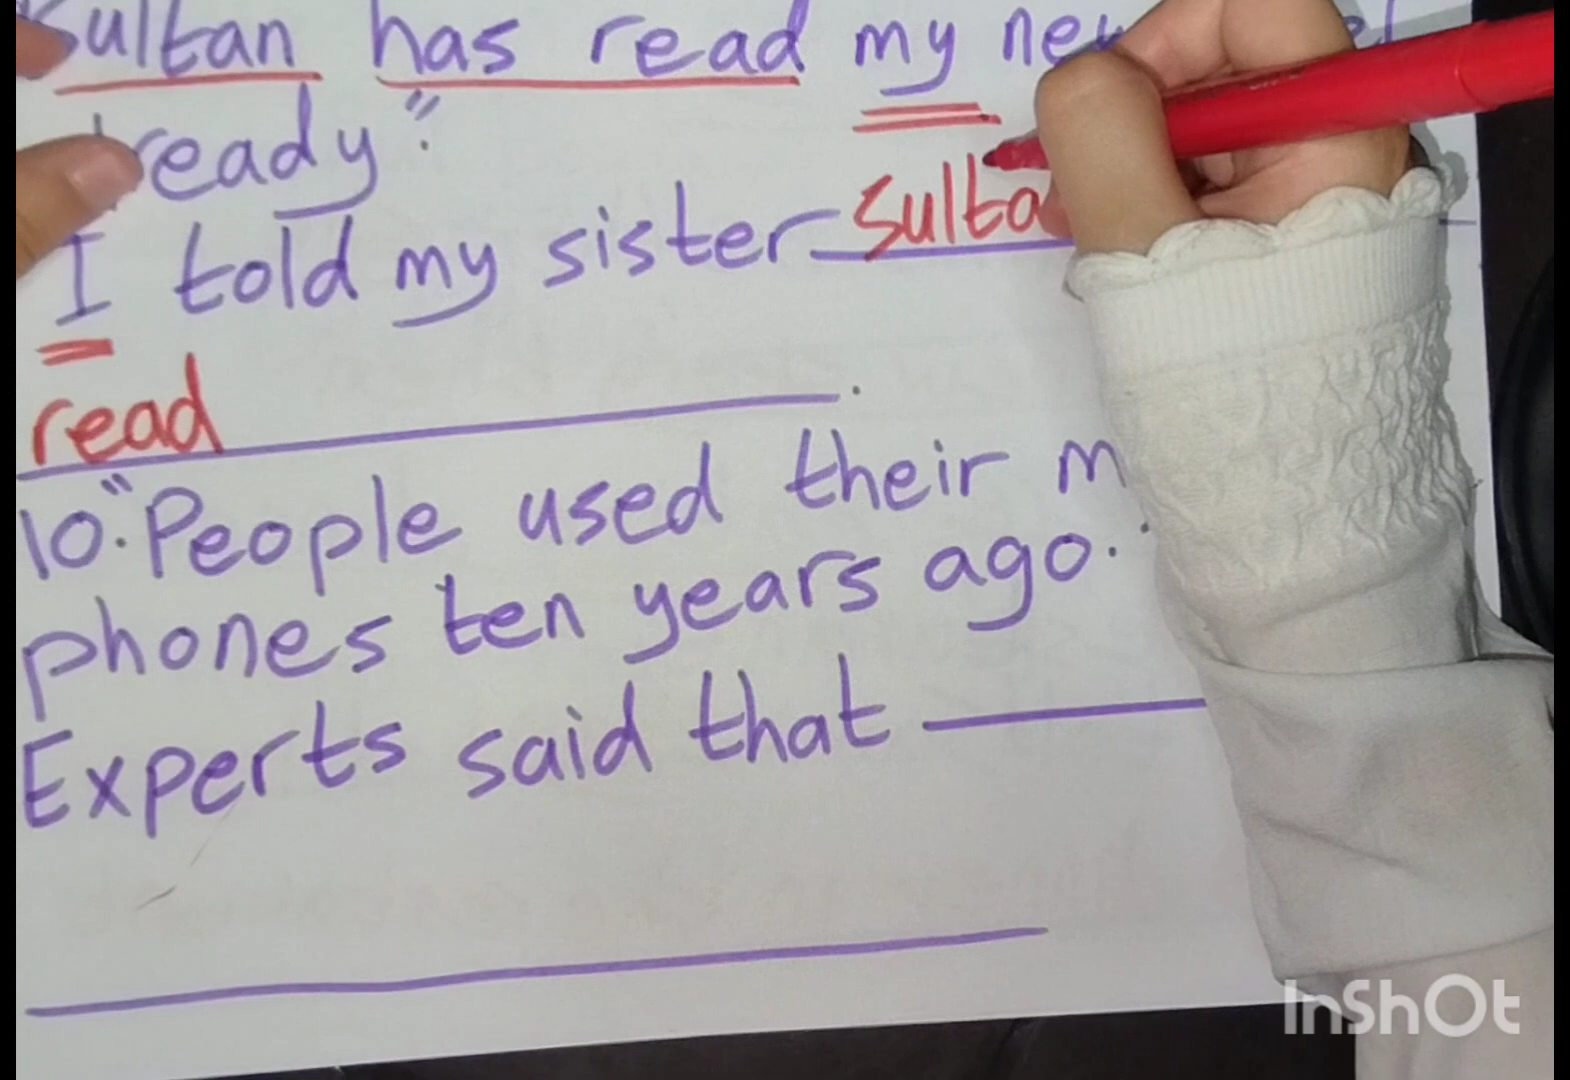 Sultan has read my
ready".
I told my sister Sulta
read .
10."People used their m
phones ten years ago."
Experts said that
InShOt